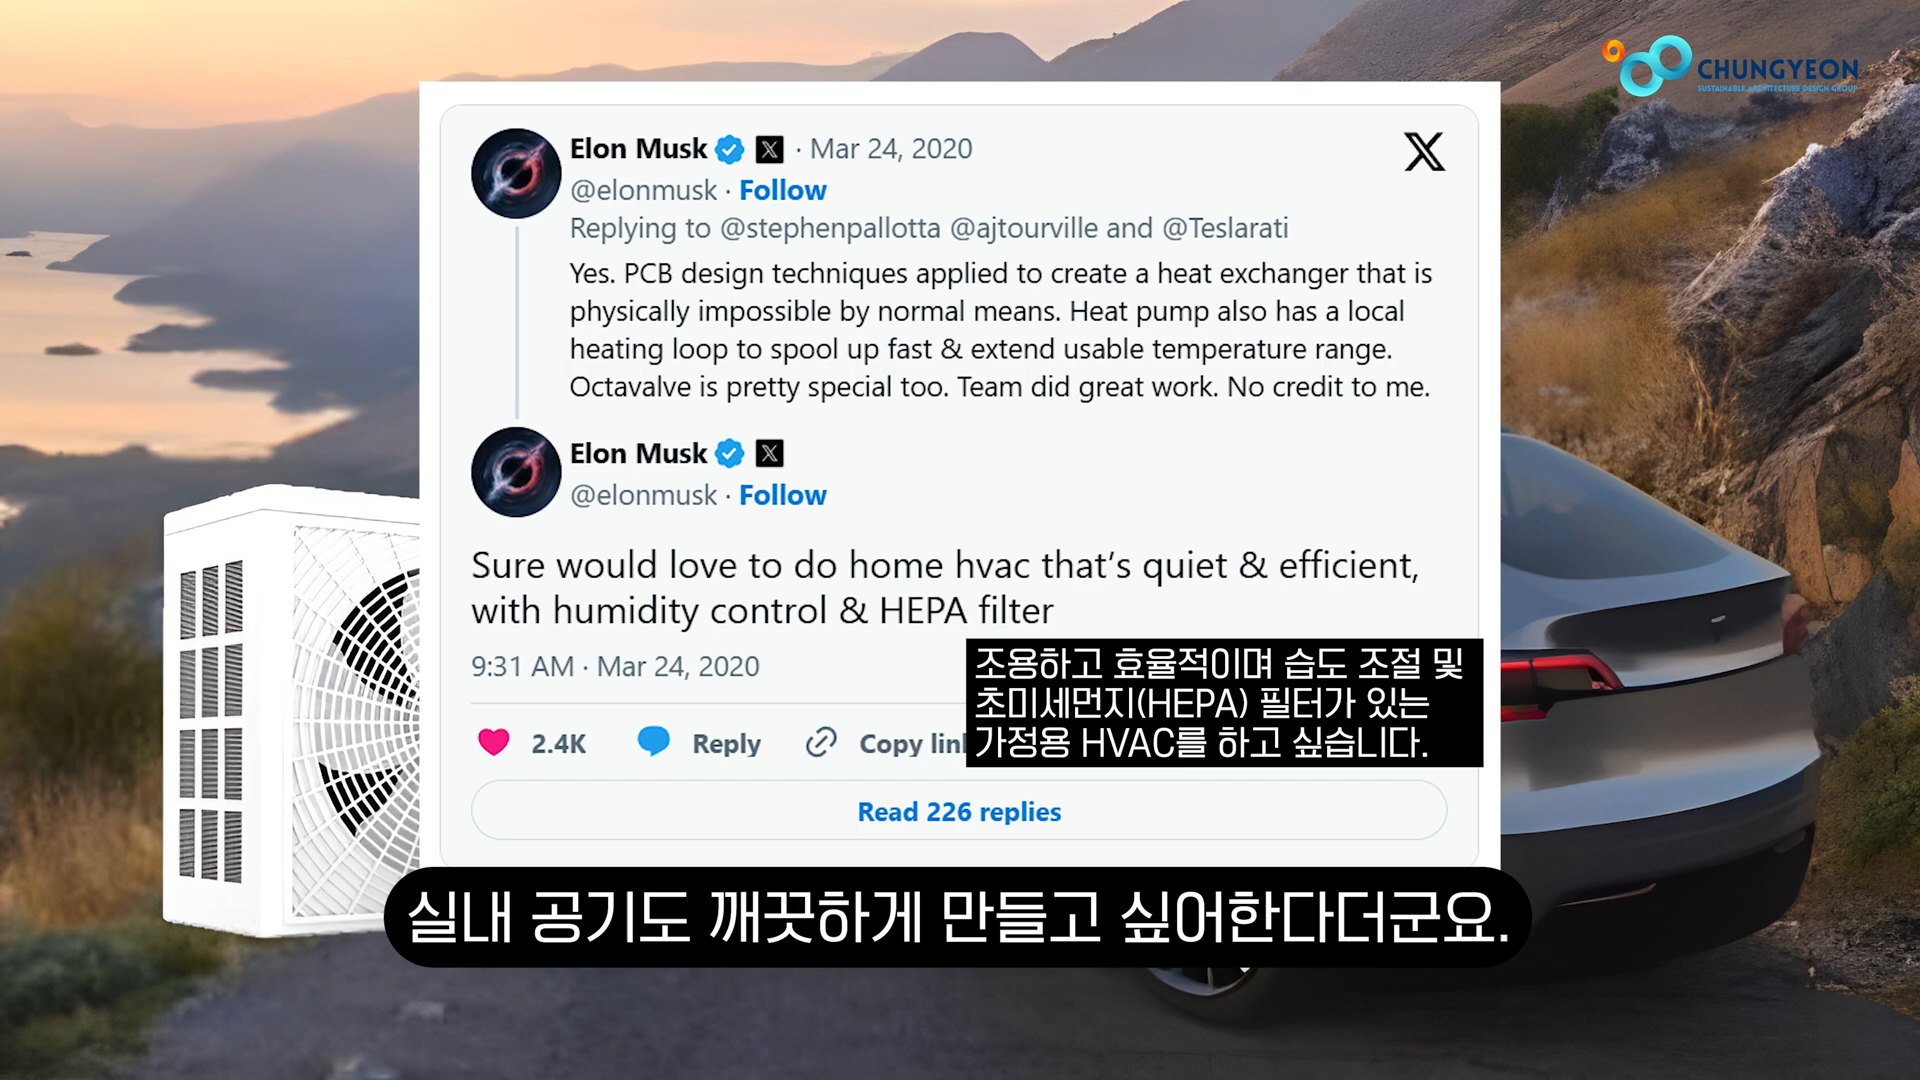 CHUNGYEON
SUSTAINABLE ARCHITECTURE DESIGN GROUP
Elon Musk · Mar 24, 2020
@elonmusk · Follow
Replying to @stephenpallotta @ajtourville and @Teslarati
Yes. PCB design techniques applied to create a heat exchanger that is
physically impossible by normal means. Heat pump also has a local
heating loop to spool up fast & extend usable temperature range.
Octavalve is pretty special too. Team did great work. No credit to me.
Elon Musk
@elonmusk · Follow
Sure would love to do home hvac that's quiet & efficient,
with humidity control & HEPA filter
9:31 AM · Mar 24, 2020
조용하고 효율적이며 습도 조절 및
초미세먼지(HEPA) 필터가 있는
가정용 HVAC를 하고 싶습니다.
2.4K Reply Copy lin
Read 226 replies
실내 공기도 깨끗하게 만들고 싶어한다더군요.